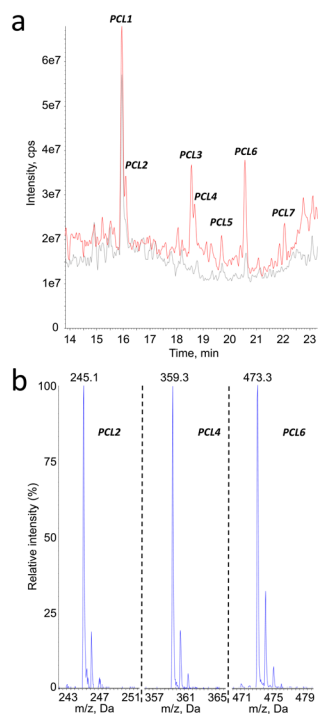 a
PCL1
6e7
5e7
PCL2
PCL3
PCL6
4e7
PCL4
3e7
PCL5
PCL7
2e7
1e7
Intensity, cps
14 15 16 17 18 19 20 21 22 23
Time, min
b
245.1 359.3 473.3
100
PCL2 PCL4 PCL6
75
50
25
0
Relative intensity (%)
243 247 251 357 361 365 471 475 479
m/z, Da m/z, Da m/z, Da